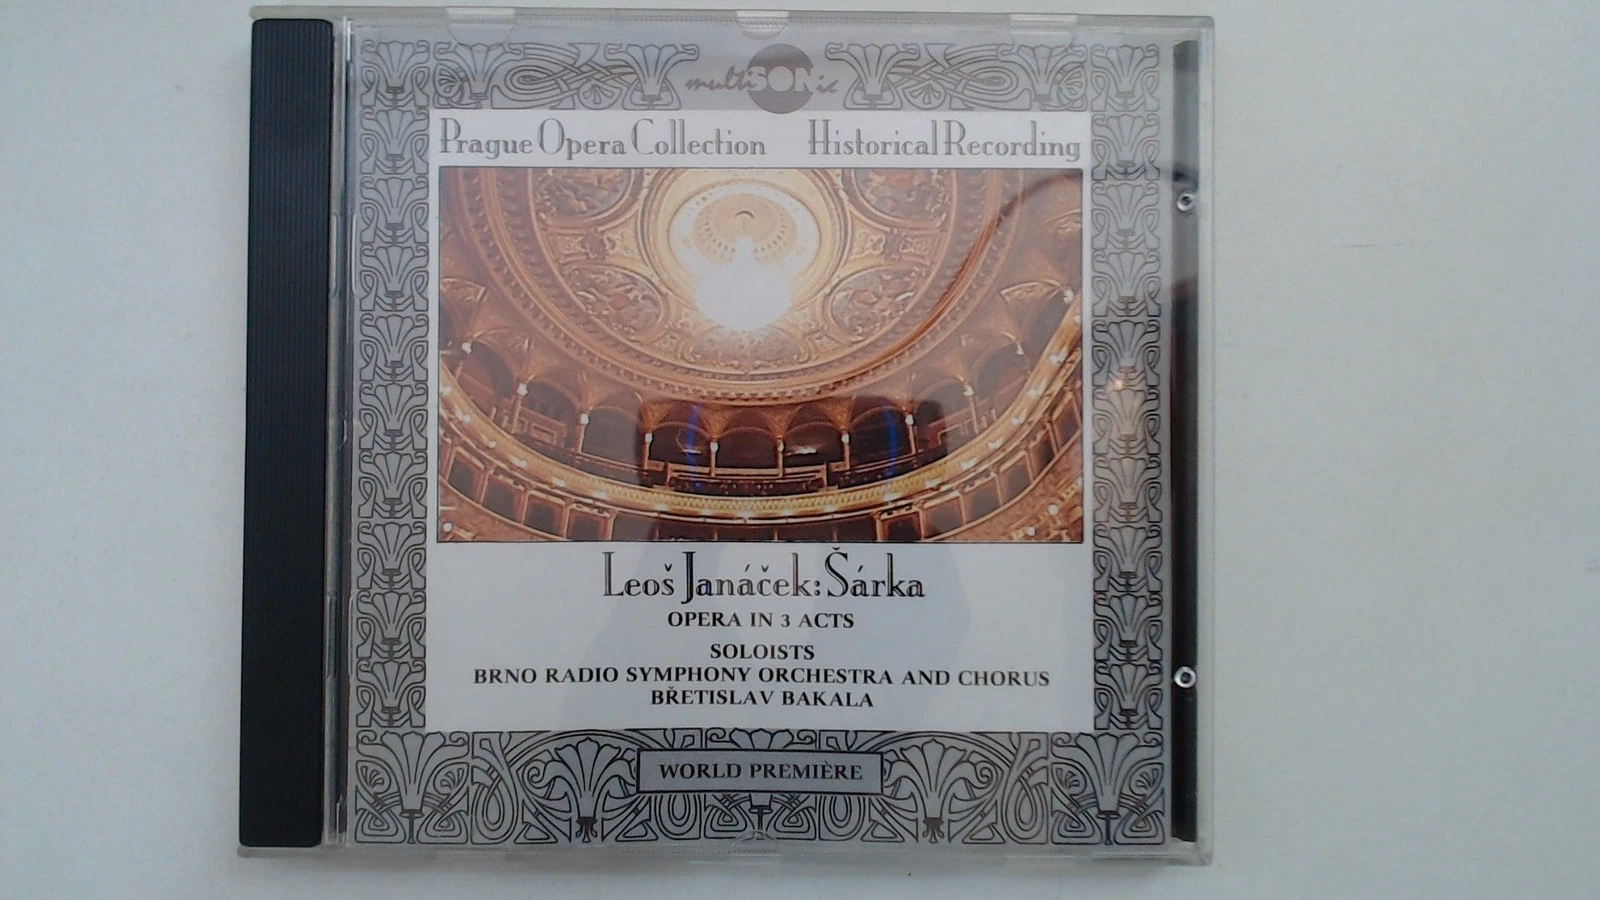 multiSONic
Prague Opera Collection Historical Recording
Leoš Janáček: Šárka
OPERA IN 3 ACTS
SOLOISTS
BRNO RADIO SYMPHONY ORCHESTRA AND CHORUS
BŘETISLAV BAKALA
WORLD PREMIÈRE